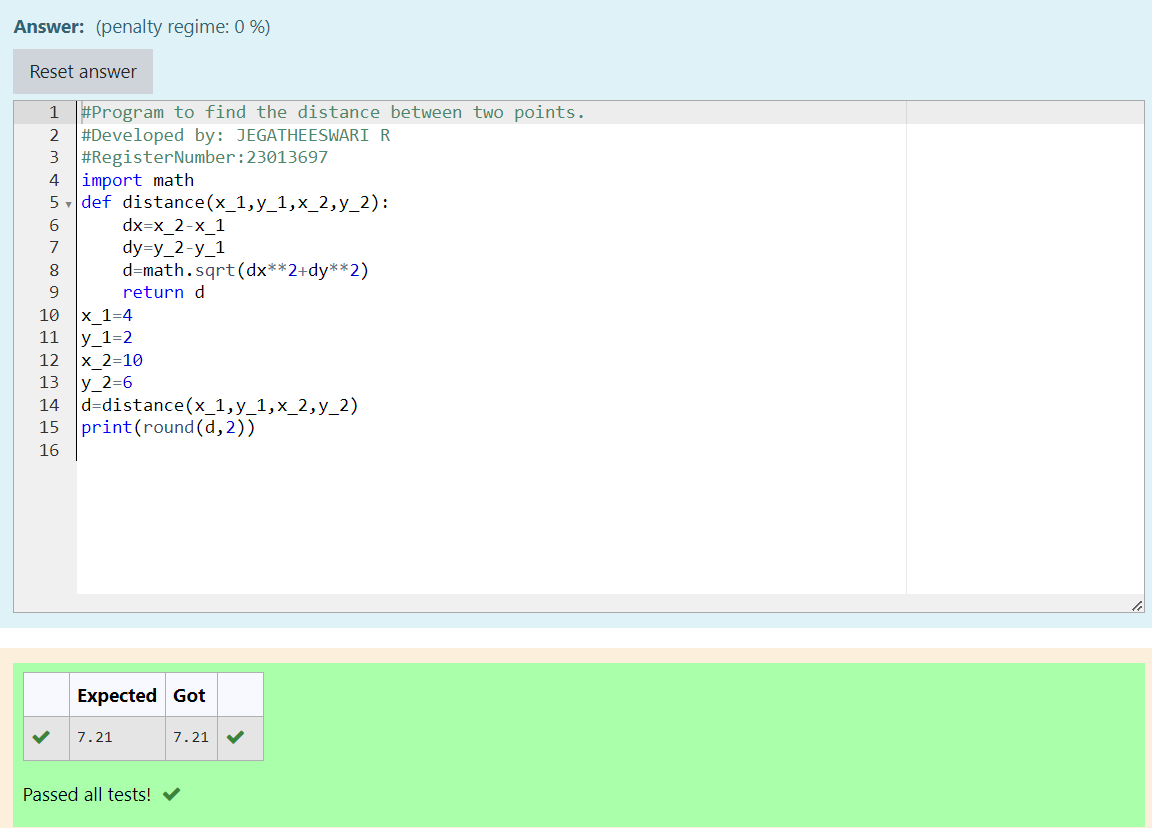 Answer: (penalty regime: 0 %)
Reset answer
1 #Program to find the distance between two points.
2 #Developed by: JEGATHEESWARI R
3 #RegisterNumber:23013697
4 import math
5 def distance(x_1,y_1,x_2,y_2):
6     dx=x_2-x_1
7     dy=y_2-y_1
8     d=math.sqrt(dx**2+dy**2)
9     return d
10 x_1=4
11 y_1=2
12 x_2=10
13 y_2=6
14 d=distance(x_1,y_1,x_2,y_2)
15 print(round(d,2))
16
Expected Got
7.21 7.21
Passed all tests!